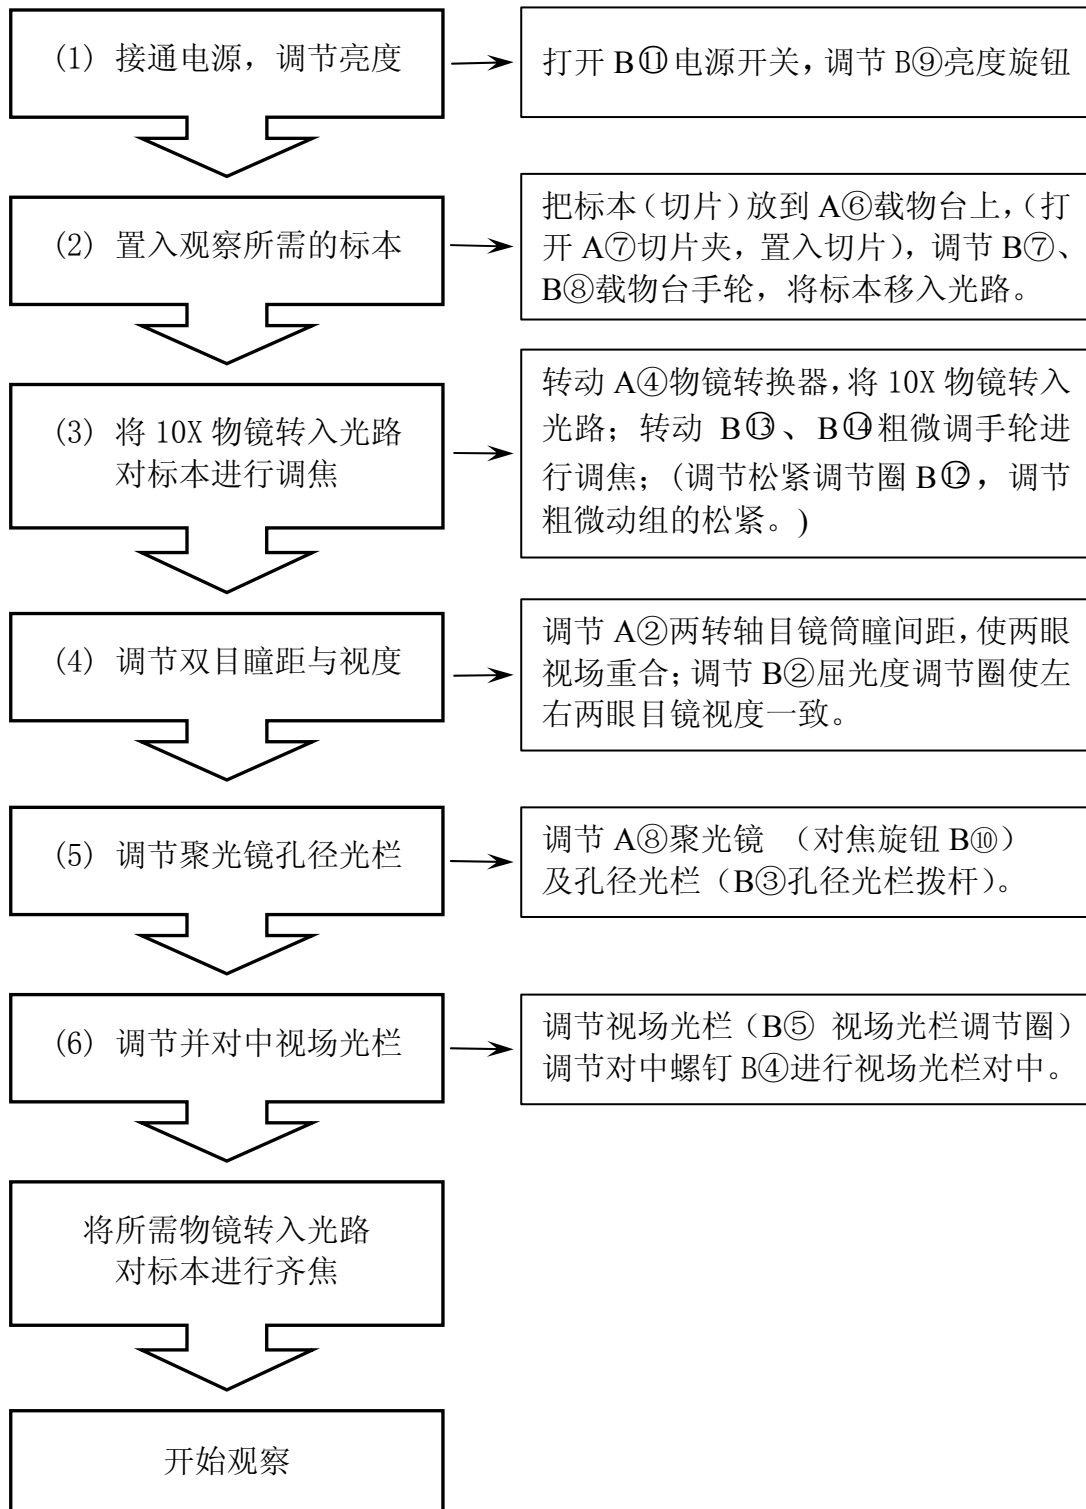 (1) 接通电源，调节亮度
打开 B⑪电源开关，调节 B⑨亮度旋钮
(2) 置入观察所需的标本
把标本（切片）放到 A⑥载物台上，（打
开 A⑦切片夹，置入切片），调节 B⑦、
B⑧载物台手轮，将标本移入光路。
(3) 将 10X 物镜转入光路
对标本进行调焦
转动 A④物镜转换器，将 10X 物镜转入
光路；转动 B⑬、B⑭粗微调手轮进
行调焦；(调节松紧调节圈 B⑫，调节
粗微动组的松紧。)
(4) 调节双目瞳距与视度
调节 A②两转轴目镜筒瞳间距，使两眼
视场重合；调节 B②屈光度调节圈使左
右两眼目镜视度一致。
(5) 调节聚光镜孔径光栏
调节 A⑧聚光镜 （对焦旋钮 B⑩）
及孔径光栏（B③孔径光栏拨杆）。
(6) 调节并对中视场光栏
调节视场光栏（B⑤ 视场光栏调节圈）
调节对中螺钉 B④进行视场光栏对中。
将所需物镜转入光路
对标本进行齐焦
开始观察